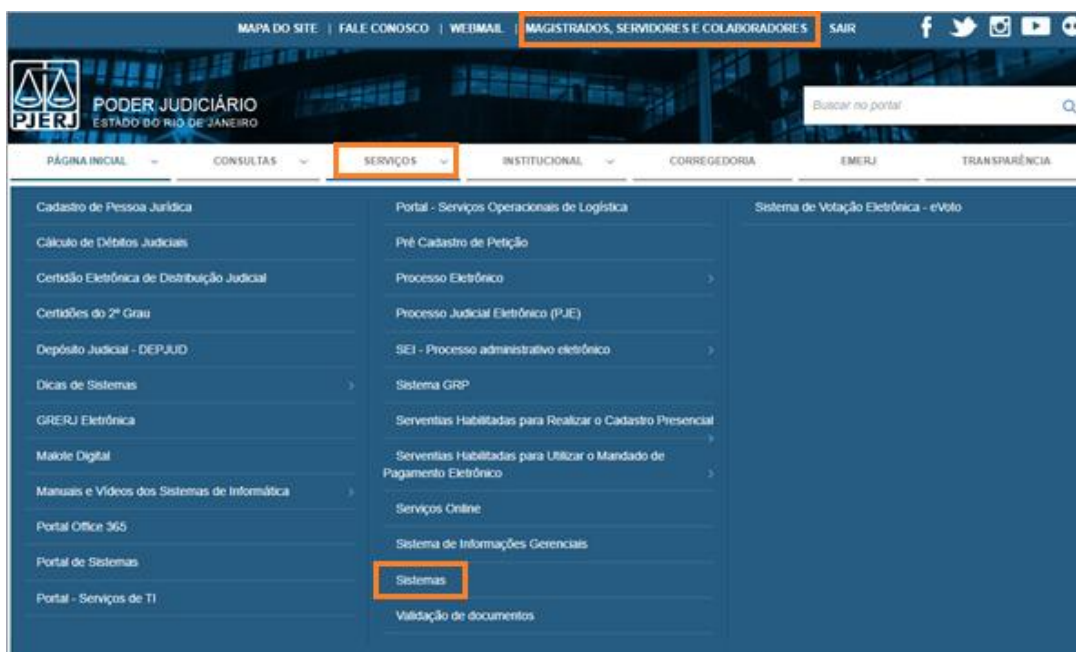 MAPA DO SITE | FALE CONOSCO | WEBMAIL | MAGISTRADOS, SERVIDORES E COLABORADORES SAIR
PJERJ
PODER JUDICIÁRIO
ESTADO DO RIO DE JANEIRO
Buscar no portal
PÁGINA INICIAL CONSULTAS SERVIÇOS INSTITUCIONAL CORREGEDORIA EMERJ TRANSPARÊNCIA
Cadastro de Pessoa Jurídica
Cálculo de Débitos Judiciais
Certidão Eletrônica de Distribuição Judicial
Certidões do 2º Grau
Depósito Judicial - DEPJUD
Dicas de Sistemas
GRERJ Eletrônica
Malote Digital
Manuais e Vídeos dos Sistemas de Informática
Portal Office 365
Portal de Sistemas
Portal - Serviços de TI
Portal - Serviços Operacionais de Logística
Pré Cadastro de Petição
Processo Eletrônico
Processo Judicial Eletrônico (PJE)
SEI - Processo administrativo eletrônico
Sistema GRP
Serventias Habilitadas para Realizar o Cadastro Presencial
Serventias Habilitadas para Utilizar o Mandado de
Pagamento Eletrônico
Serviços Online
Sistema de Informações Gerenciais
Sistemas
Validação de documentos
Sistema de Votação Eletrônica - eVoto